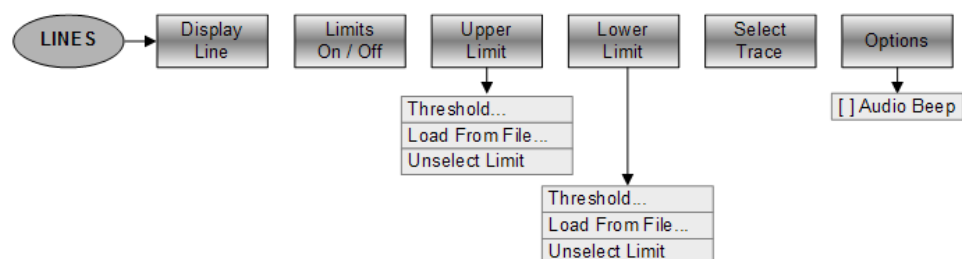 LINES
Display
Line
Limits
On / Off
Upper
Limit
Lower
Limit
Select
Trace
Options
Threshold...
Load From File...
Unselect Limit
Threshold...
Load From File...
Unselect Limit
[ ] Audio Beep